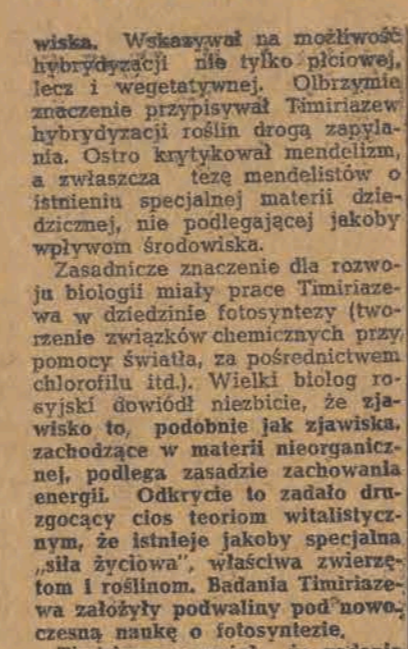 wiska. Wskazywał na możliwość
hybrydyzacji nie tylko płciowej,
lecz i wegetatywnej. Olbrzymie
znaczenie przypisywał Timiriazew
hybrydyzacji roślin drogą zapyla-
nia. Ostro krytykował mendelizm,
a zwłaszcza tezę mendelistów o
istnieniu specjalnej materii dzie-
dzicznej, nie podlegającej jakoby
wpływom środowiska.
Zasadnicze znaczenie dla rozwo-
ju biologii miały prace Timiriaze-
wa w dziedzinie fotosyntezy (two-
rzenie związków chemicznych przy
pomocy światła, za pośrednictwem
chlorofilu itd.). Wielki biolog ro-
syjski dowiódł niezbicie, że zja-
wisko to, podobnie jak zjawiska,
zachodzące w materii nieorganicz-
nej, podlega zasadzie zachowania
energii. Odkrycie to zadało dru-
zgocący cios teoriom witalistycz-
nym, że istnieje jakoby specjalna
„siła życiowa", właściwa zwierzę-
tom i roślinom. Badania Timiriaze-
wa założyły podwaliny pod nowo-
czesną naukę o fotosyntezie.